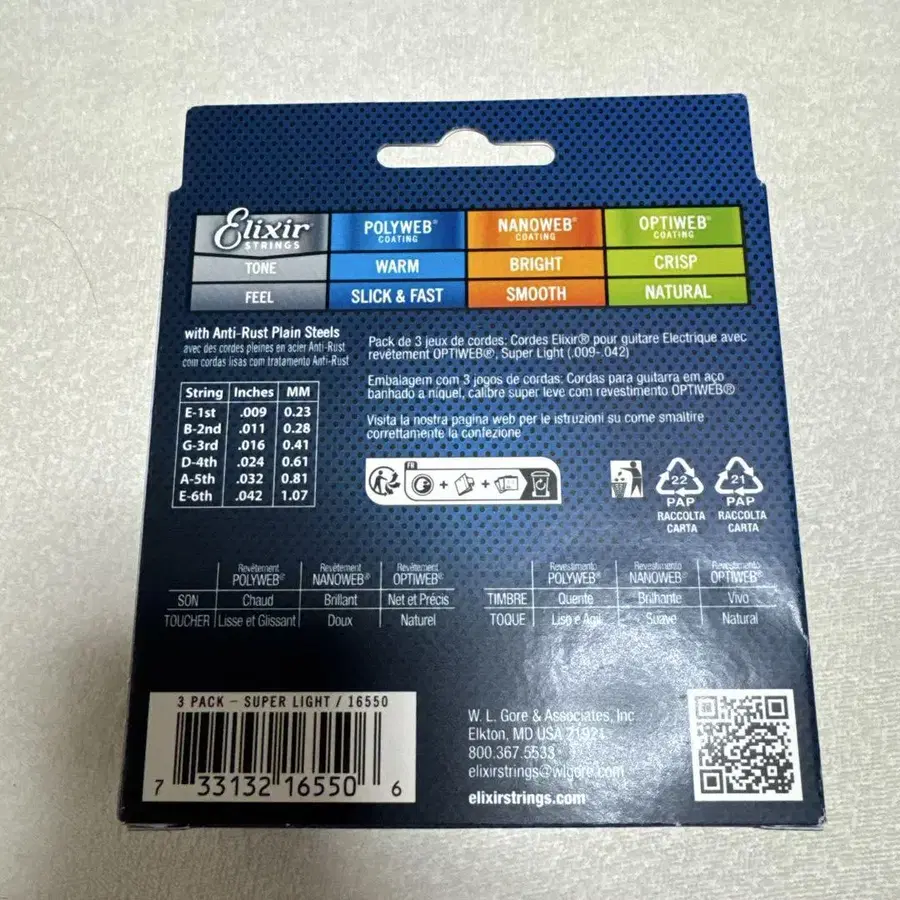 Elixir® POLYWEB® NANOWEB® OPTIWEB®
STRINGS COATING COATING COATING
TONE WARM BRIGHT CRISP
FEEL SLICK & FAST SMOOTH NATURAL
with Anti-Rust Plain Steels
avec des cordes pleines en acier Anti-Rust
com cordas lisas com tratamento Anti-Rust
String Inches MM
E-1st .009 0.23
B-2nd .011 0.28
G-3rd .016 0.41
D-4th .024 0.61
A-5th .032 0.81
E-6th .042 1.07
Pack de 3 jeux de cordes: Cordes Elixir® pour guitare Electrique avec
revêtement OPTIWEB®, Super Light (.009-.042)
Embalagem com 3 jogos de cordas: Cordas para guitarra em aço
banhado a níquel, calibre super leve com revestimento OPTIWEB®
Visita la nostra pagina web per le istruzioni su come smaltire
correttamente la confezione
FR
22 21
PAP PAP
RACCOLTA RACCOLTA
CARTA CARTA
Revêtement Revêtement Revêtement
POLYWEB® NANOWEB® OPTIWEB®
SON Chaud Brillant Net et Précis
TOUCHER Lisse et Glissant Doux Naturel
Revestimento Revestimento Revestimento
POLYWEB® NANOWEB® OPTIWEB®
TIMBRE Quente Brilhante Vivo
TOQUE Liso e Ágil Suave Natural
3 PACK – SUPER LIGHT / 16550
7 33132 16550 6
W. L. Gore & Associates, Inc
Elkton, MD USA 21921
800.367.5533
elixirstrings@wlgore.com
elixirstrings.com